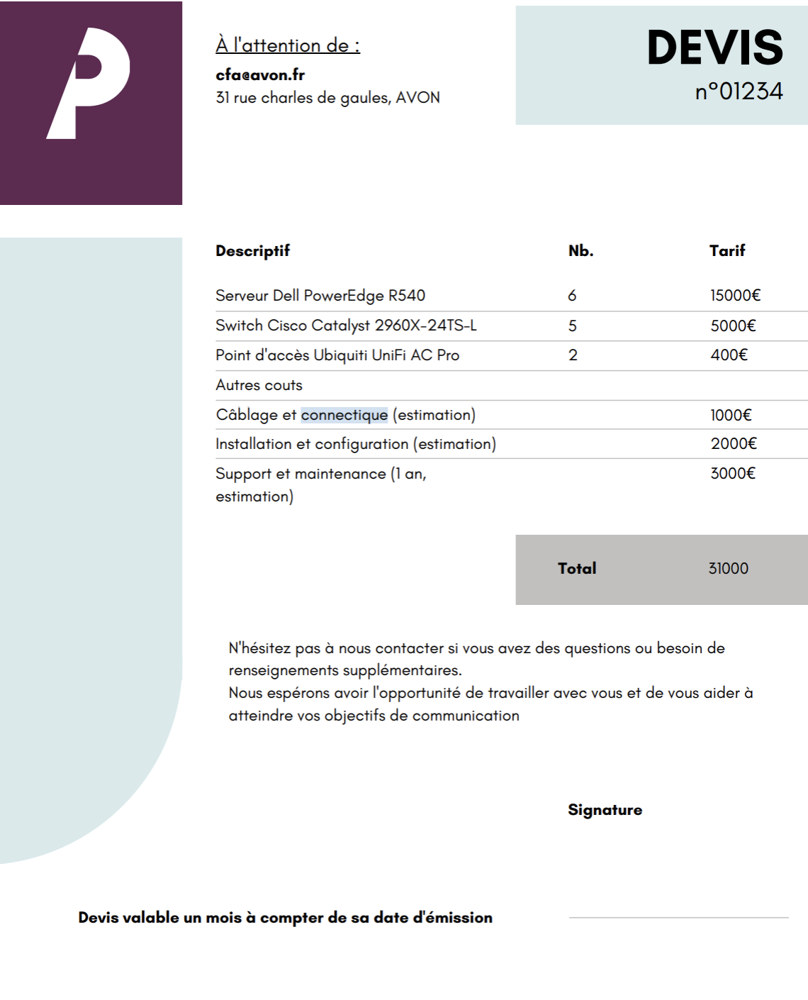 À l'attention de :
cfa@avon.fr
31 rue charles de gaules, AVON
DEVIS
n°01234
Descriptif Nb. Tarif
Serveur Dell PowerEdge R540 6 15000€
Switch Cisco Catalyst 2960X-24TS-L 5 5000€
Point d'accès Ubiquiti UniFi AC Pro 2 400€
Autres couts
Câblage et connectique (estimation) 1000€
Installation et configuration (estimation) 2000€
Support et maintenance (1 an, 3000€
estimation)
Total 31000
N'hésitez pas à nous contacter si vous avez des questions ou besoin de
renseignements supplémentaires.
Nous espérons avoir l'opportunité de travailler avec vous et de vous aider à
atteindre vos objectifs de communication
Signature
Devis valable un mois à compter de sa date d'émission